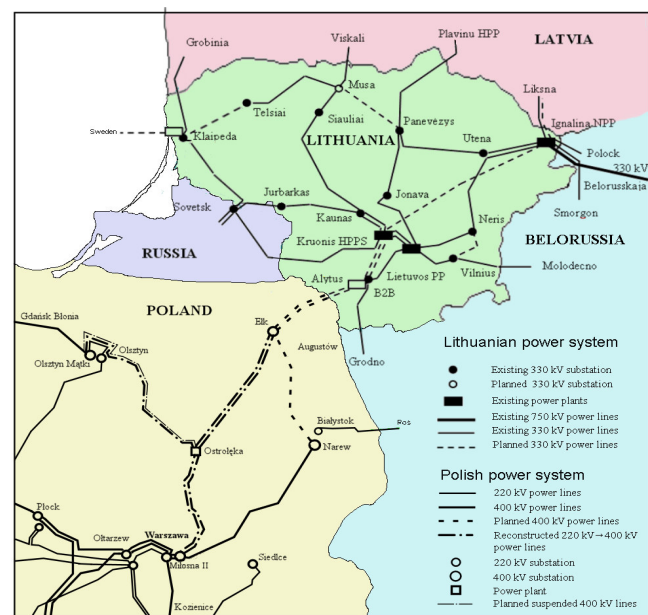 Grobinia
Viskali
Plavinu HPP
LATVIA
Liksna
Musa
Telsiai
Siauliai
Panevėzys
Ignalina NPP
Sweden
Klaipeda
LITHUANIA
Utena
Polock
330 kV
Belorusskaja
Smorgon
Jurbarkas
Jonava
Sovetsk
Kaunas
Neris
RUSSIA
Kruonis HPPS
BELORUSSIA
Alytus
Lietuvos PP
Vilnius
Molodecno
B2B
POLAND
Gdańsk Błonia
Ełk
Augustów
Grodno
Olsztyn
Olsztyn Mątki
Białystok
Ros
Narew
Ostrołęka
Płock
Ołtarzew
Warszawa
Miłosna II
Siedlce
Kozienice
Lithuanian power system
Existing 330 kV substation
Planned 330 kV substation
Existing power plants
Existing 750 kV power lines
Existing 330 kV power lines
Planned 330 kV power lines
Polish power system
220 kV power lines
400 kV power lines
Planned 400 kV power lines
Reconstructed 220 kV→400 kV
power lines
220 kV substation
400 kV substation
Power plant
Planned suspended 400 kV lines